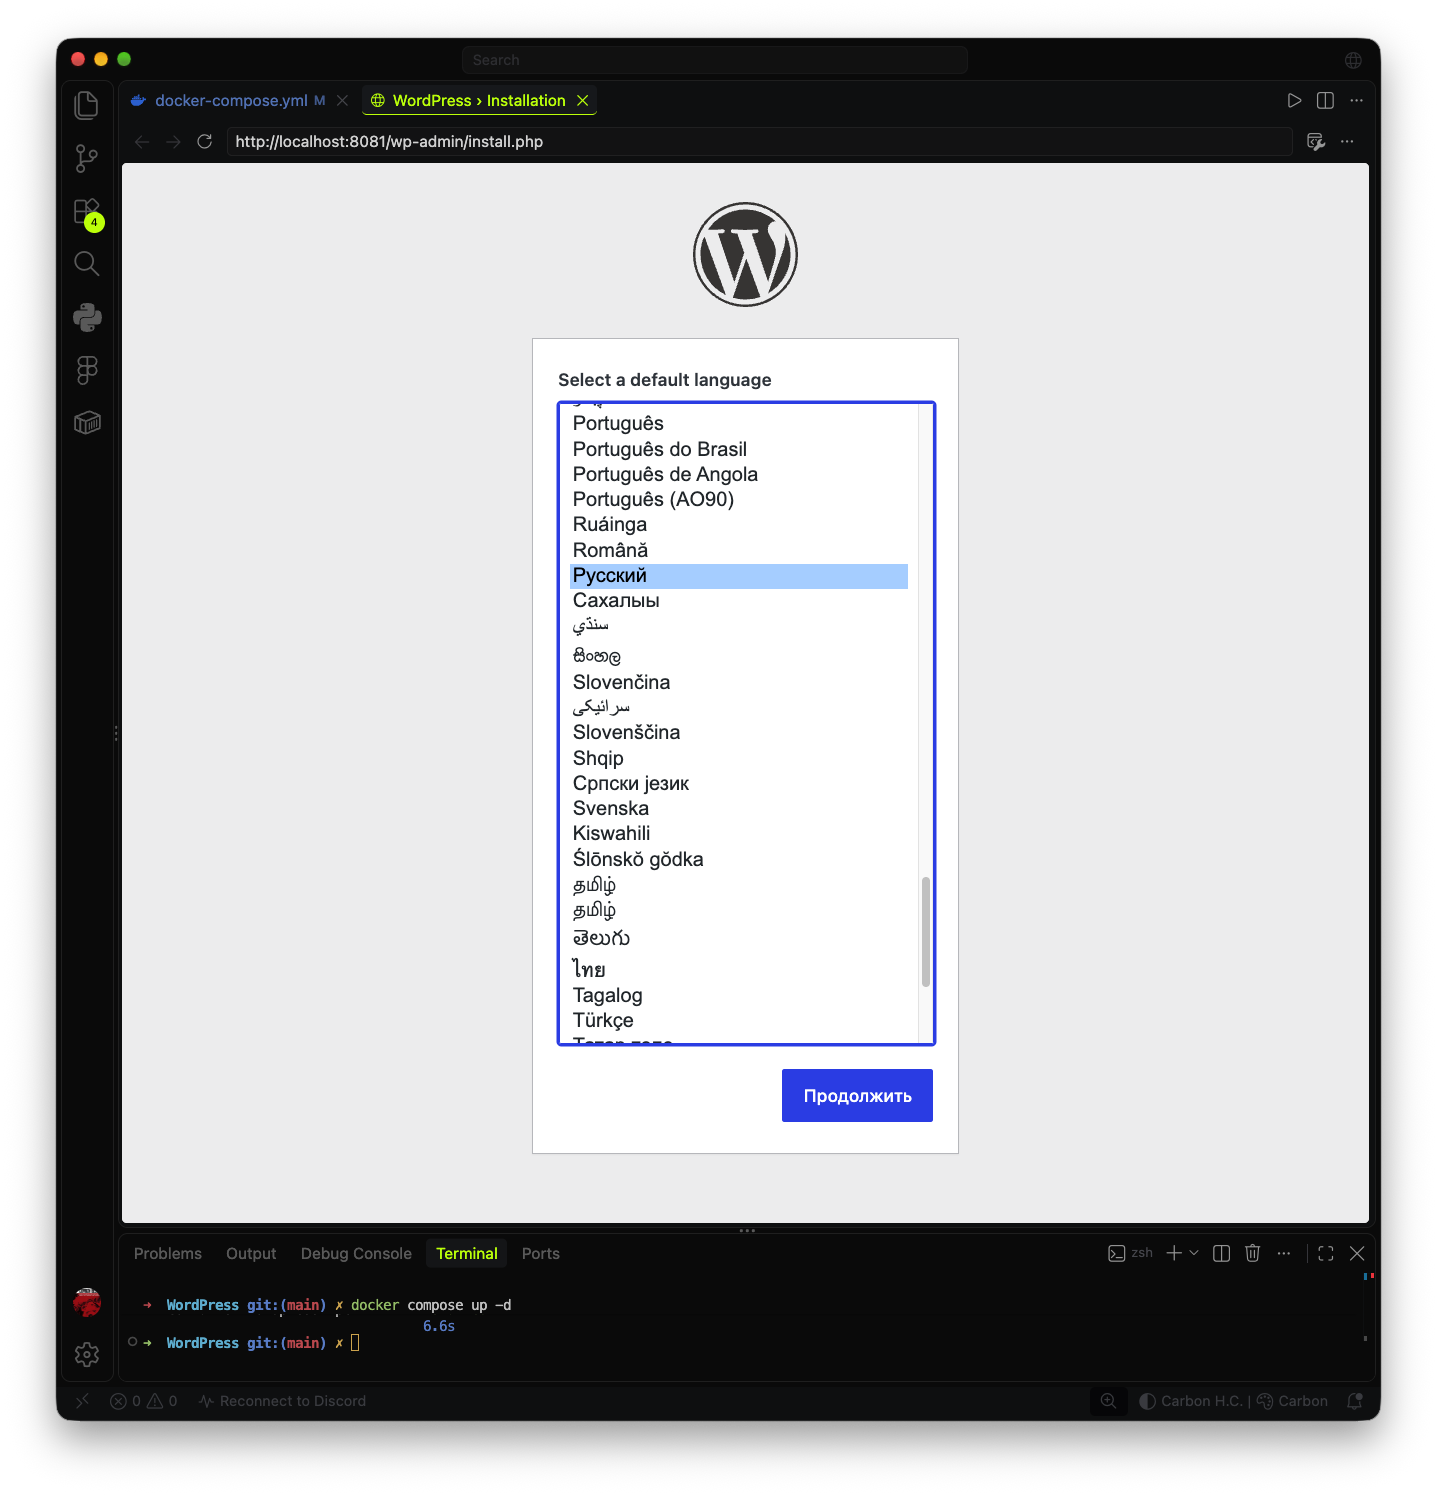 Search
docker-compose.yml M
WordPress › Installation
http://localhost:8081/wp-admin/install.php
4
Select a default language
Português
Português do Brasil
Português de Angola
Português (AO90)
Ruáinga
Română
Русский
Сахалыы
سنڌي
සිංහල
Slovenčina
سرائیکی
Slovenščina
Shqip
Српски језик
Svenska
Kiswahili
Ślōnskŏ gŏdka
தமிழ்
தமிழ்
తెలుగు
ไทย
Tagalog
Türkçe
Продолжить
Problems Output Debug Console Terminal Ports
zsh
➜ WordPress git:(main) ✗ docker compose up -d
6.6s
➜ WordPress git:(main) ✗
0 0 Reconnect to Discord
Carbon H.C. | Carbon